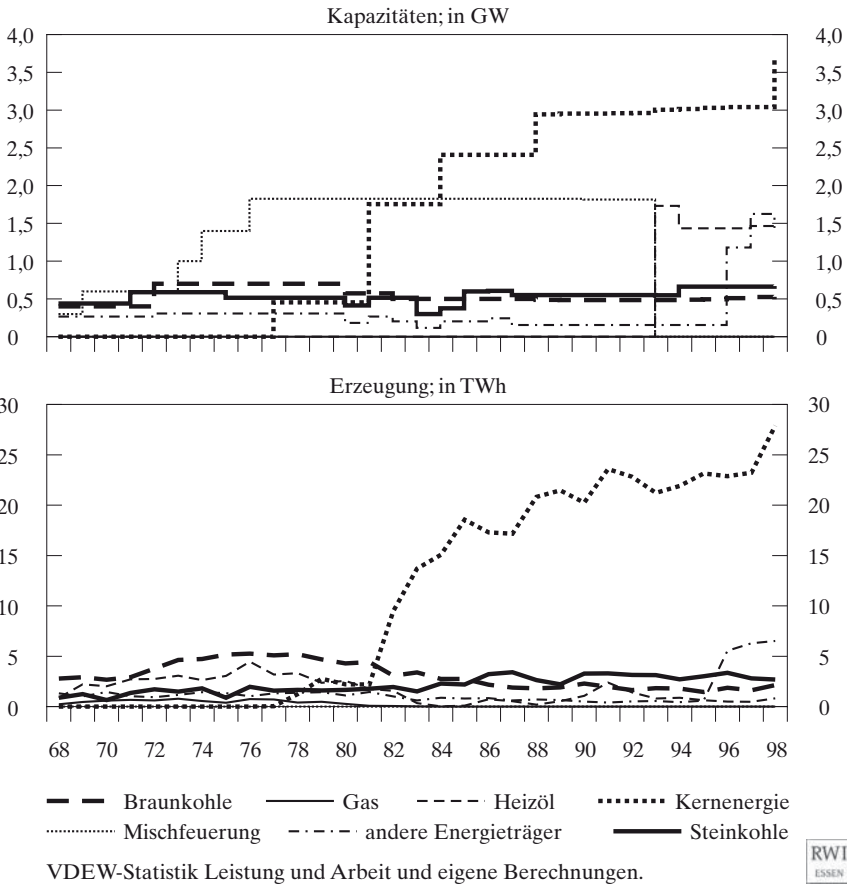 Kapazitäten; in GW
4,0 4,0
3,5 3,5
3,0 3,0
2,5 2,5
2,0 2,0
1,5 1,5
1,0 1,0
0,5 0,5
0 0
Erzeugung; in TWh
30 30
25 25
20 20
15 15
10 10
5 5
0 0
68 70 72 74 76 78 80 82 84 86 88 90 92 94 96 98
Braunkohle Gas Heizöl Kernenergie
Mischfeuerung andere Energieträger Steinkohle
VDEW-Statistik Leistung und Arbeit und eigene Berechnungen.
RWI
ESSEN